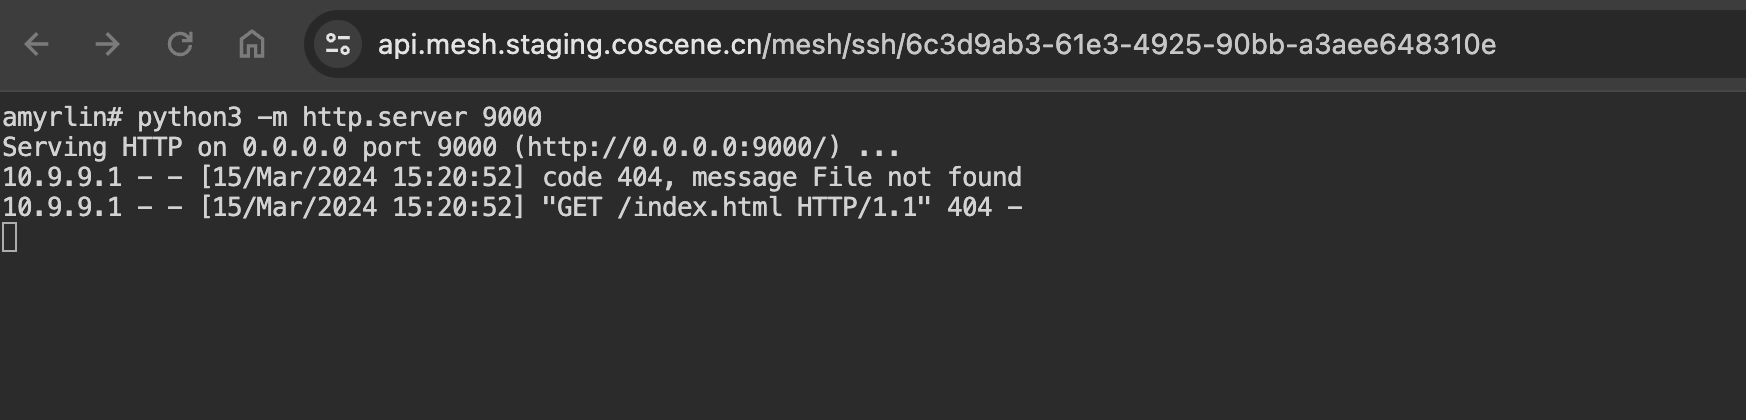 api.mesh.staging.coscene.cn/mesh/ssh/6c3d9ab3-61e3-4925-90bb-a3aee648310e
amyrlin# python3 -m http.server 9000
Serving HTTP on 0.0.0.0 port 9000 (http://0.0.0.0:9000/) ...
10.9.9.1 - - [15/Mar/2024 15:20:52] code 404, message File not found
10.9.9.1 - - [15/Mar/2024 15:20:52] "GET /index.html HTTP/1.1" 404 -